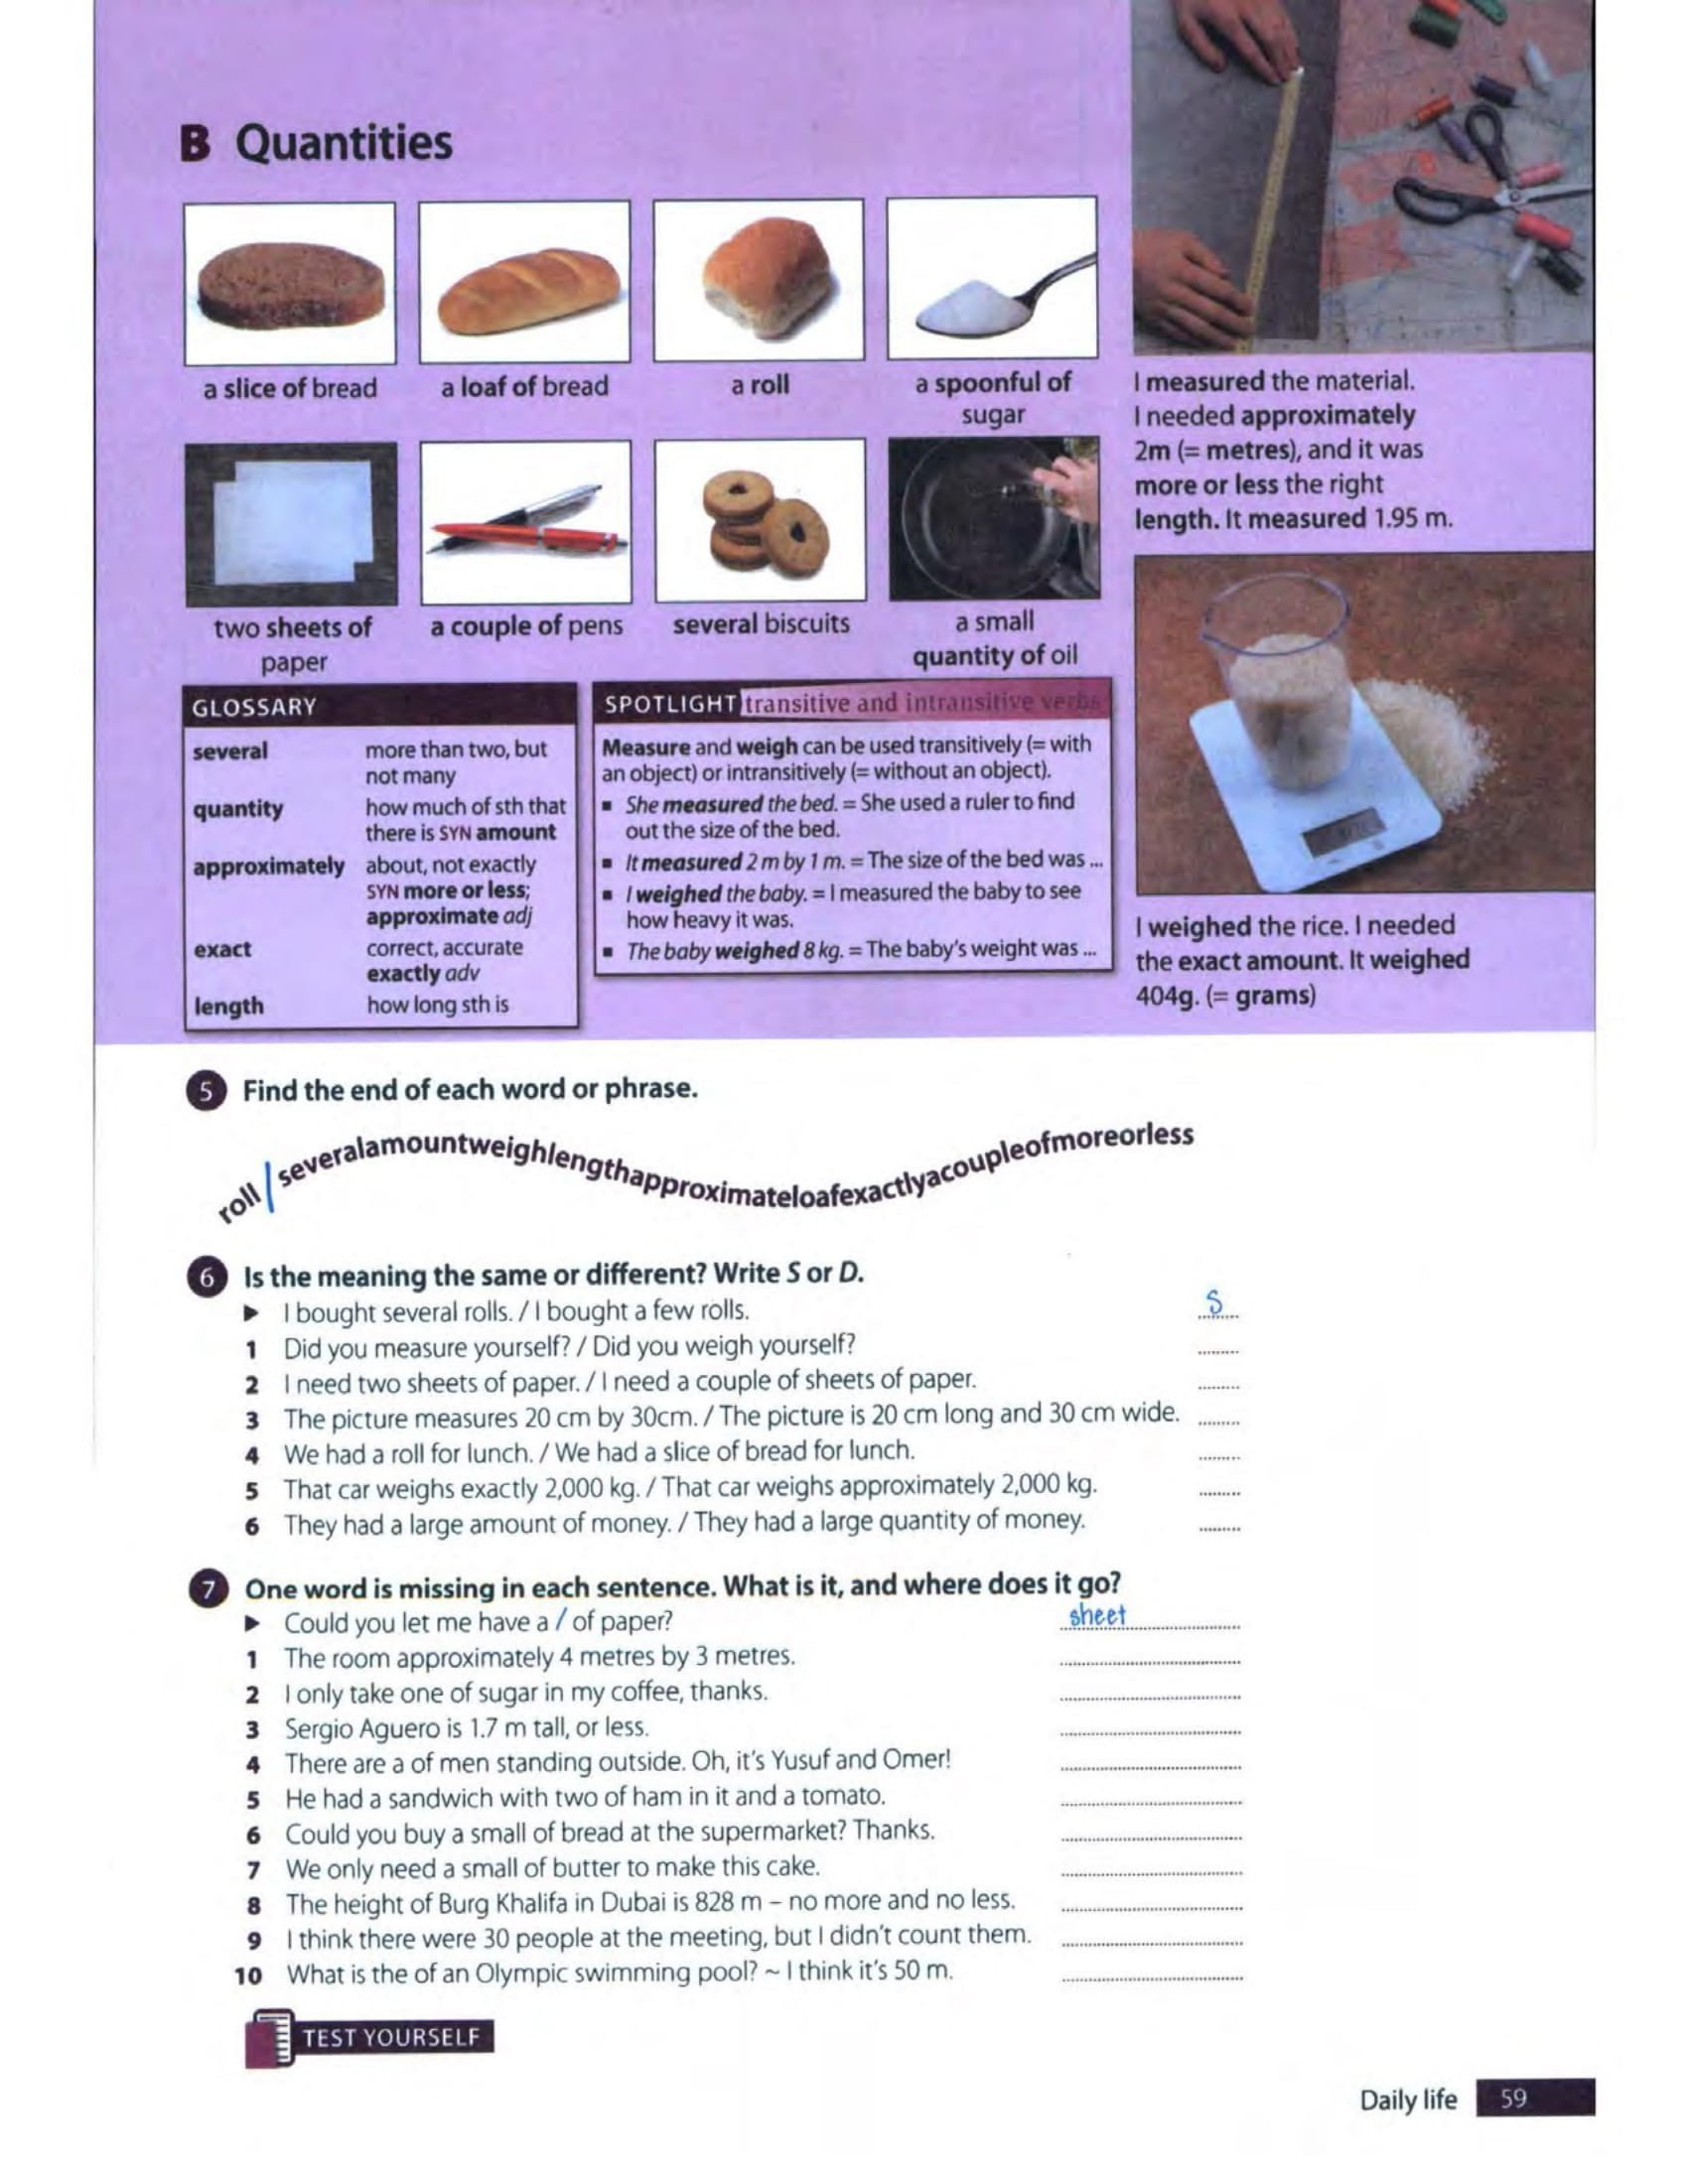 B Quantities
a slice of bread
a loaf of bread
a roll
a spoonful of
sugar
two sheets of
paper
a couple of pens
several biscuits
a small
quantity of oil
I measured the material.
I needed approximately
2m (= metres), and it was
more or less the right
length. It measured 1.95 m.
I weighed the rice. I needed
the exact amount. It weighed
404g. (= grams)
GLOSSARY
several more than two, but
not many
quantity how much of sth that
there is SYN amount
approximately about, not exactly
SYN more or less;
approximate adj
exact correct, accurate
exactly adv
length how long sth is
SPOTLIGHT transitive and intransitive verbs
Measure and weigh can be used transitively (= with
an object) or intransitively (= without an object).
▪ She measured the bed. = She used a ruler to find
out the size of the bed.
▪ It measured 2 m by 1 m. = The size of the bed was ...
▪ I weighed the baby. = I measured the baby to see
how heavy it was.
▪ The baby weighed 8 kg. = The baby's weight was ...
5 Find the end of each word or phrase.
roll/severalamountweighlengthapproximateloafexactlyacoupleofmoreorless
6 Is the meaning the same or different? Write S or D.
▶ I bought several rolls. / I bought a few rolls. S
1 Did you measure yourself? / Did you weigh yourself? ........
2 I need two sheets of paper. / I need a couple of sheets of paper. ........
3 The picture measures 20 cm by 30cm. / The picture is 20 cm long and 30 cm wide. ........
4 We had a roll for lunch. / We had a slice of bread for lunch. ........
5 That car weighs exactly 2,000 kg. / That car weighs approximately 2,000 kg. ........
6 They had a large amount of money. / They had a large quantity of money. ........
7 One word is missing in each sentence. What is it, and where does it go?
▶ Could you let me have a / of paper? sheet
1 The room approximately 4 metres by 3 metres.
2 I only take one of sugar in my coffee, thanks.
3 Sergio Aguero is 1.7 m tall, or less.
4 There are a of men standing outside. Oh, it's Yusuf and Omer!
5 He had a sandwich with two of ham in it and a tomato.
6 Could you buy a small of bread at the supermarket? Thanks.
7 We only need a small of butter to make this cake.
8 The height of Burg Khalifa in Dubai is 828 m – no more and no less.
9 I think there were 30 people at the meeting, but I didn't count them.
10 What is the of an Olympic swimming pool? ~ I think it's 50 m.
TEST YOURSELF
Daily life 59